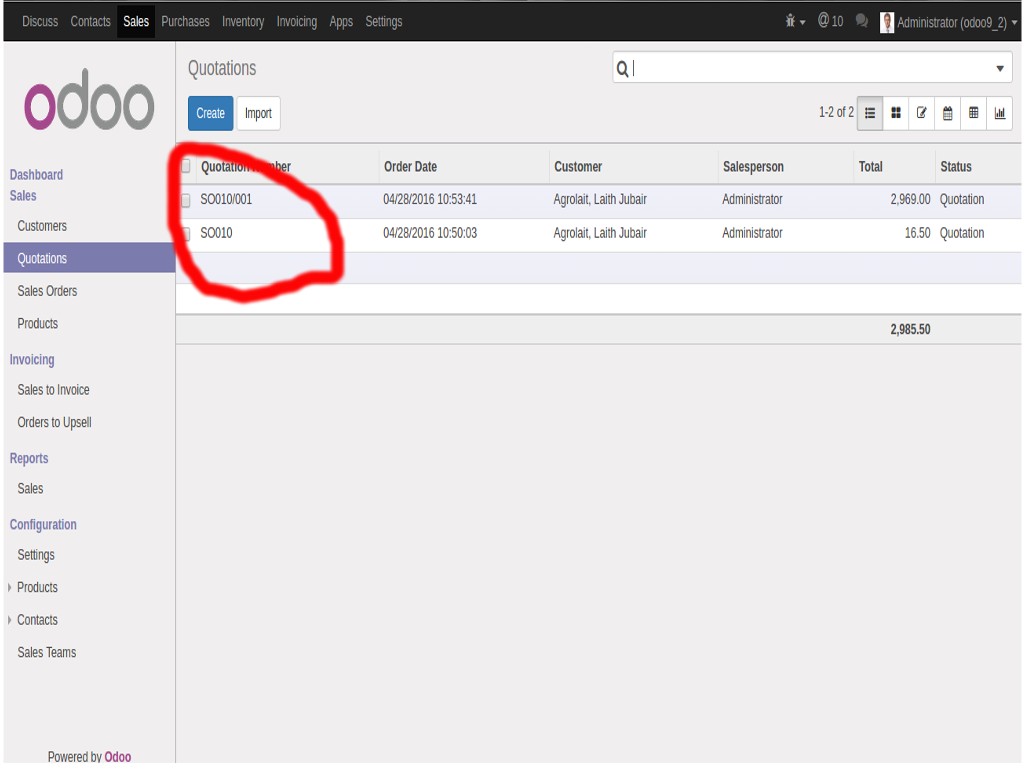 Discuss Contacts Sales Purchases Inventory Invoicing Apps Settings @ 10 Administrator (odoo9_2)
odoo
Quotations
Create Import 1-2 of 2
Dashboard
Sales
Customers
Quotations
Sales Orders
Products
Invoicing
Sales to Invoice
Orders to Upsell
Reports
Sales
Configuration
Settings
Products
Contacts
Sales Teams
Powered by Odoo
Quotation Number Order Date Customer Salesperson Total Status
SO010/001 04/28/2016 10:53:41 Agrolait, Laith Jubair Administrator 2,969.00 Quotation
SO010 04/28/2016 10:50:03 Agrolait, Laith Jubair Administrator 16.50 Quotation
2,985.50